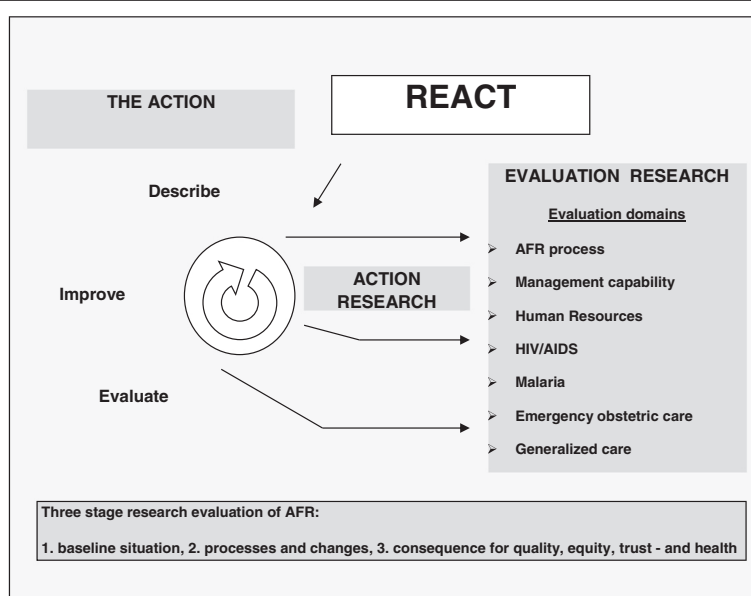 THE ACTION
REACT
Describe
Improve
Evaluate
ACTION
RESEARCH
EVALUATION RESEARCH
Evaluation domains
➢ AFR process
➢ Management capability
➢ Human Resources
➢ HIV/AIDS
➢ Malaria
➢ Emergency obstetric care
➢ Generalized care
Three stage research evaluation of AFR:
1. baseline situation, 2. processes and changes, 3. consequence for quality, equity, trust - and health